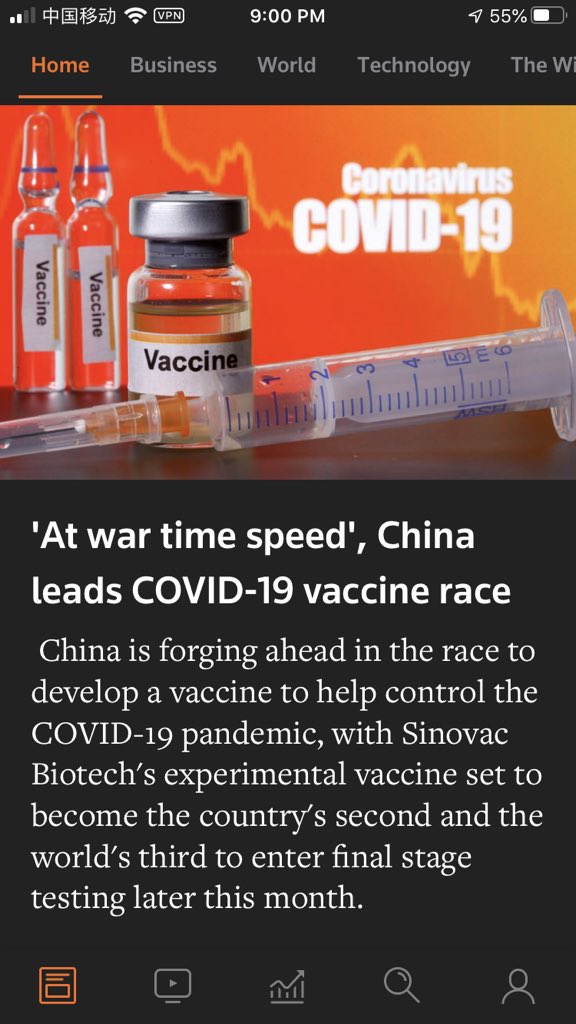 中国移动 VPN 9:00 PM 55%
Home Business World Technology The Wi
Coronavirus
COVID-19
Vaccine
Vaccine
Vaccine
1 2 3 4 5 m 6
HSW
'At war time speed', China
leads COVID-19 vaccine race
China is forging ahead in the race to
develop a vaccine to help control the
COVID-19 pandemic, with Sinovac
Biotech's experimental vaccine set to
become the country's second and the
world's third to enter final stage
testing later this month.